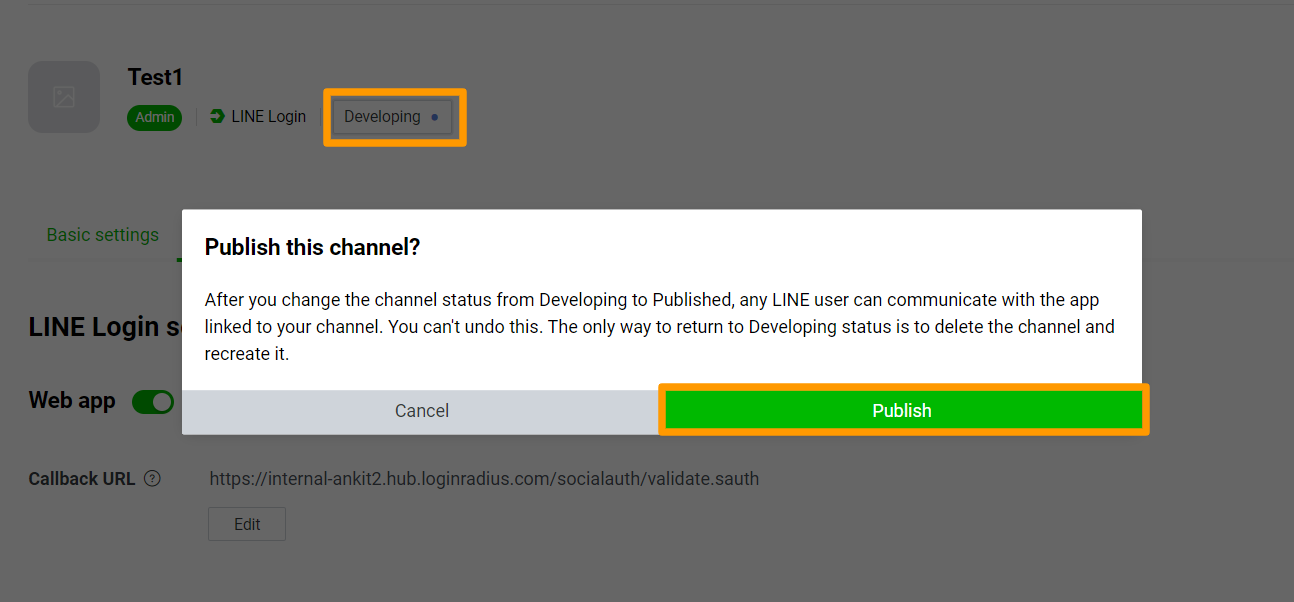 Test1
Admin
LINE Login
Developing
Basic settings
Publish this channel?
After you change the channel status from Developing to Published, any LINE user can communicate with the app
linked to your channel. You can't undo this. The only way to return to Developing status is to delete the channel and
recreate it.
LINE Login s
Web app
Cancel
Publish
Callback URL ?
https://internal-ankit2.hub.loginradius.com/socialauth/validate.sauth
Edit